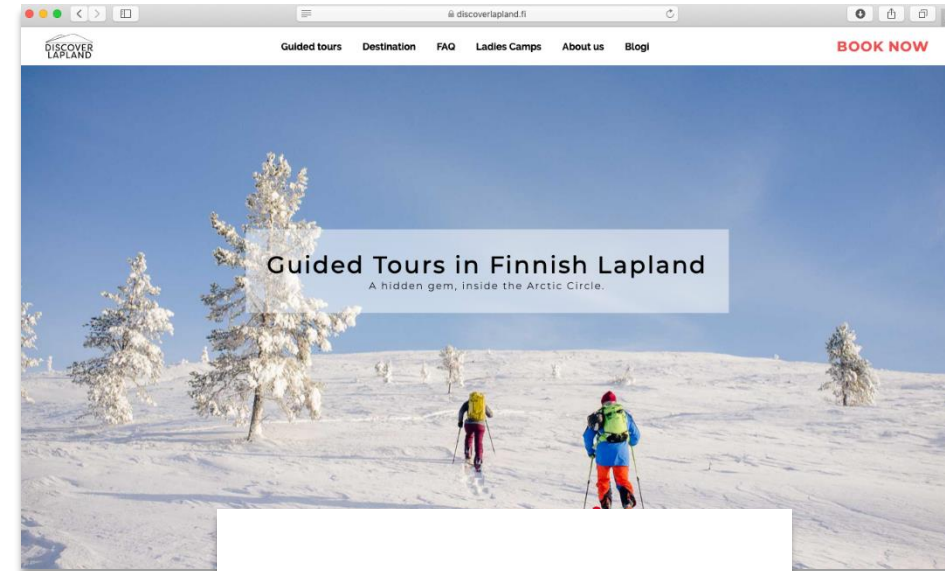 discoverlapland.fi
DISCOVER
LAPLAND
Guided tours Destination FAQ Ladies Camps About us Blogi
BOOK NOW
Guided Tours in Finnish Lapland
A hidden gem, inside the Arctic Circle.